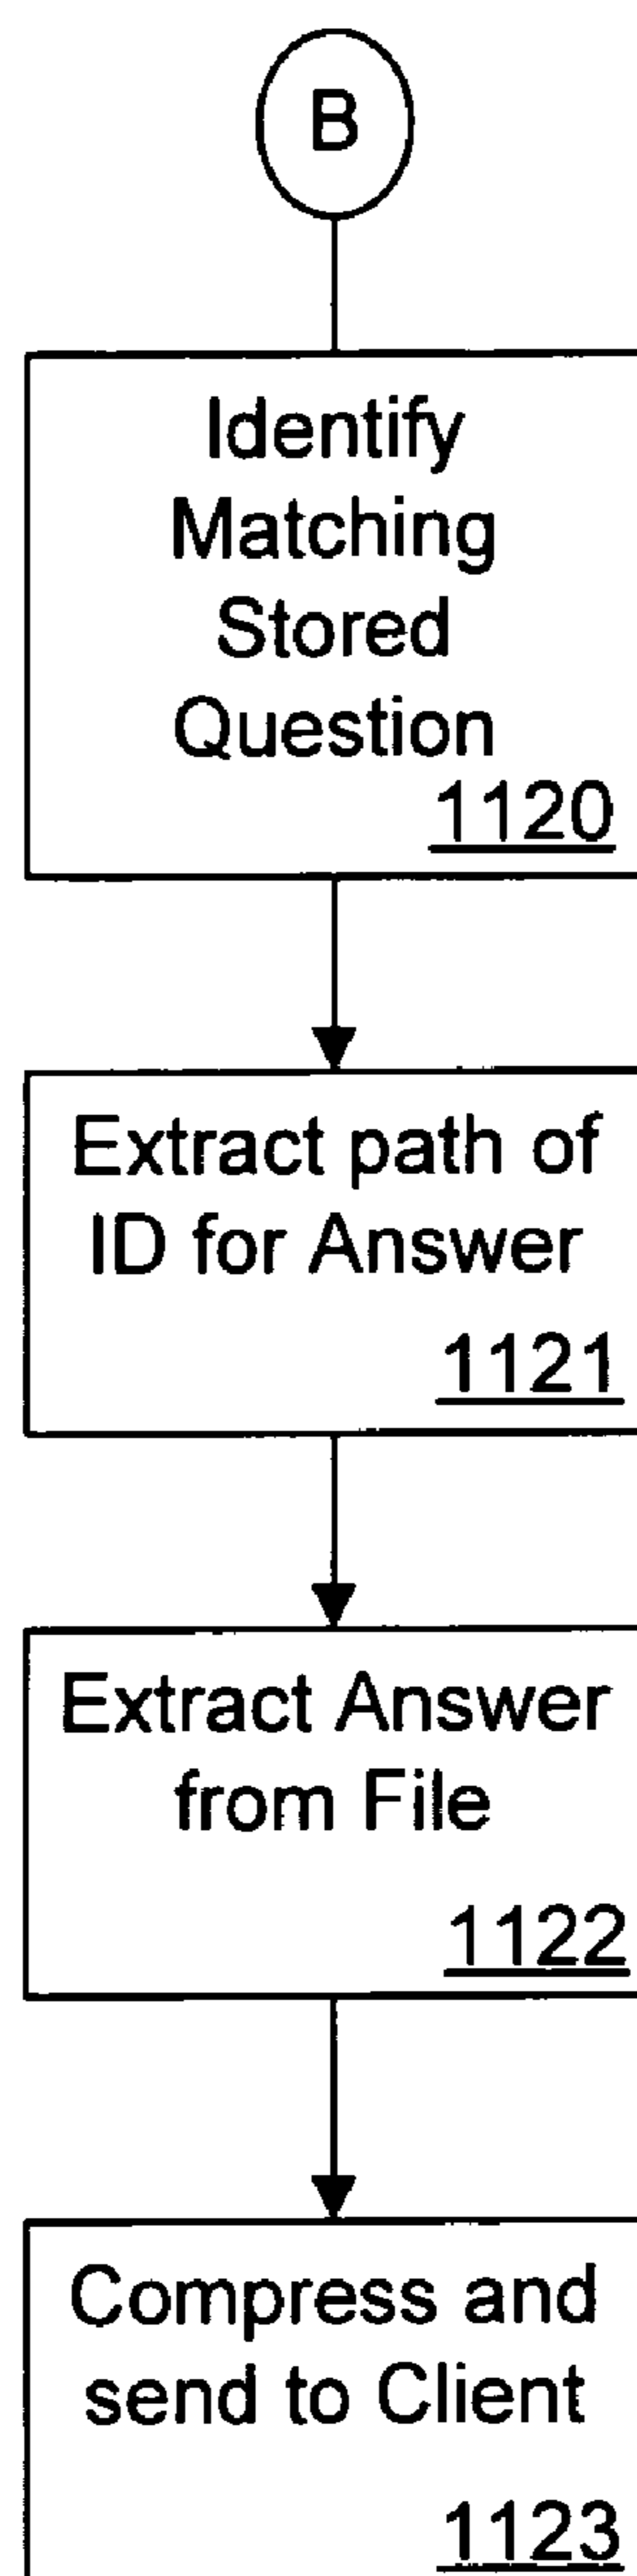 B
Identify
Matching
Stored
Question
1120
Extract path of
ID for Answer
1121
Extract Answer
from File
1122
Compress and
send to Client
1123